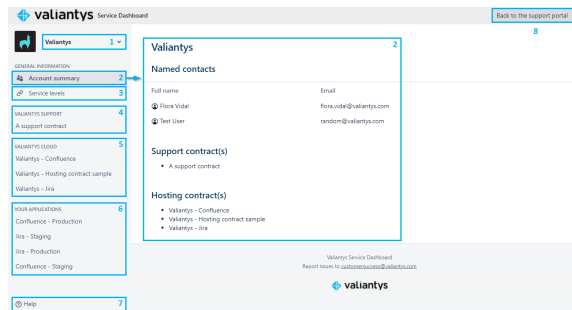 valiantys Service Dashboard
Back to the support portal
8
Valiantys 1
GENERAL INFORMATION
Account summary 2
Service levels 3
VALIANTYS SUPPORT 4
A support contract
VALIANTYS CLOUD 5
Valiantys - Confluence
Valiantys - Hosting contract sample
Valiantys - Jira
YOUR APPLICATIONS 6
Confluence - Production
Jira - Staging
Jira - Production
Confluence - Staging
Help 7
Valiantys 2
Named contacts
Full name Email
Flora Vidal flora.vidal@valiantys.com
Test User random@valiantys.com
Support contract(s)
A support contract
Hosting contract(s)
Valiantys - Confluence
Valiantys - Hosting contract sample
Valiantys - Jira
Valiantys Service Dashboard
Report issues to customersuccess@valiantys.com
valiantys